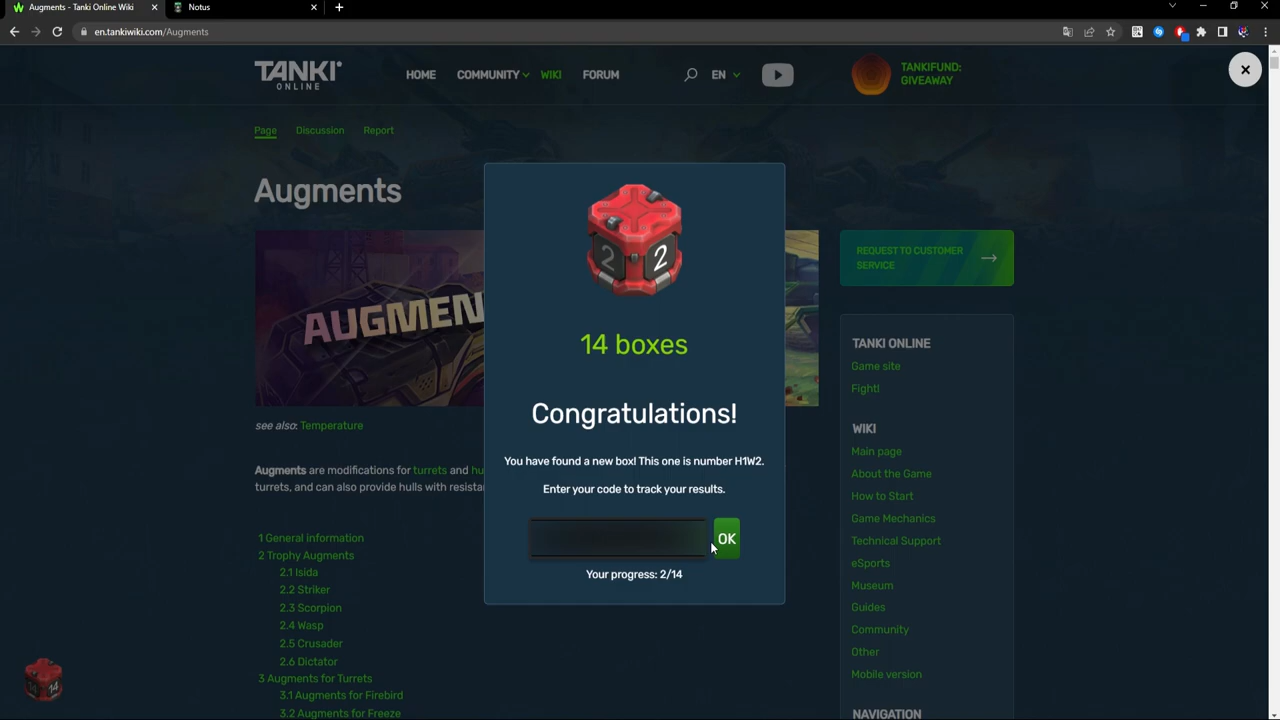 Augments - Tanki Online Wiki
Notus
en.tankiwiki.com/Augments
TANKI
ONLINE
HOME
COMMUNITY
WIKI
FORUM
EN
TANKIFUND:
GIVEAWAY
Page
Discussion
Report
Augments
AUGMEN
see also: Temperature
Augments are modifications for turrets and hu
turrets, and can also provide hulls with resista
1 General information
2 Trophy Augments
2.1 Isida
2.2 Striker
2.3 Scorpion
2.4 Wasp
2.5 Crusader
2.6 Dictator
3 Augments for Turrets
3.1 Augments for Firebird
3.2 Augments for Freeze
14
2 2
14 boxes
Congratulations!
You have found a new box! This one is number H1W2.
Enter your code to track your results.
OK
Your progress: 2/14
REQUEST TO CUSTOMER
SERVICE
TANKI ONLINE
Game site
Fight!
WIKI
Main page
About the Game
How to Start
Game Mechanics
Technical Support
eSports
Museum
Guides
Community
Other
Mobile version
NAVIGATION